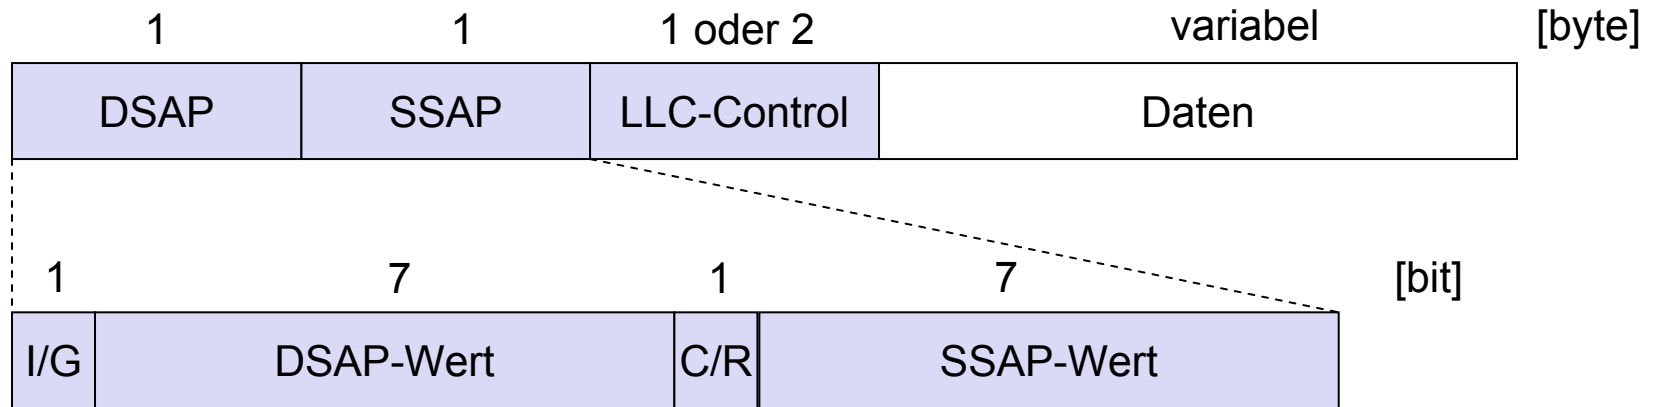 1 1 1 oder 2 variabel [byte]
DSAP SSAP LLC-Control Daten
1 7 1 7 [bit]
I/G DSAP-Wert C/R SSAP-Wert